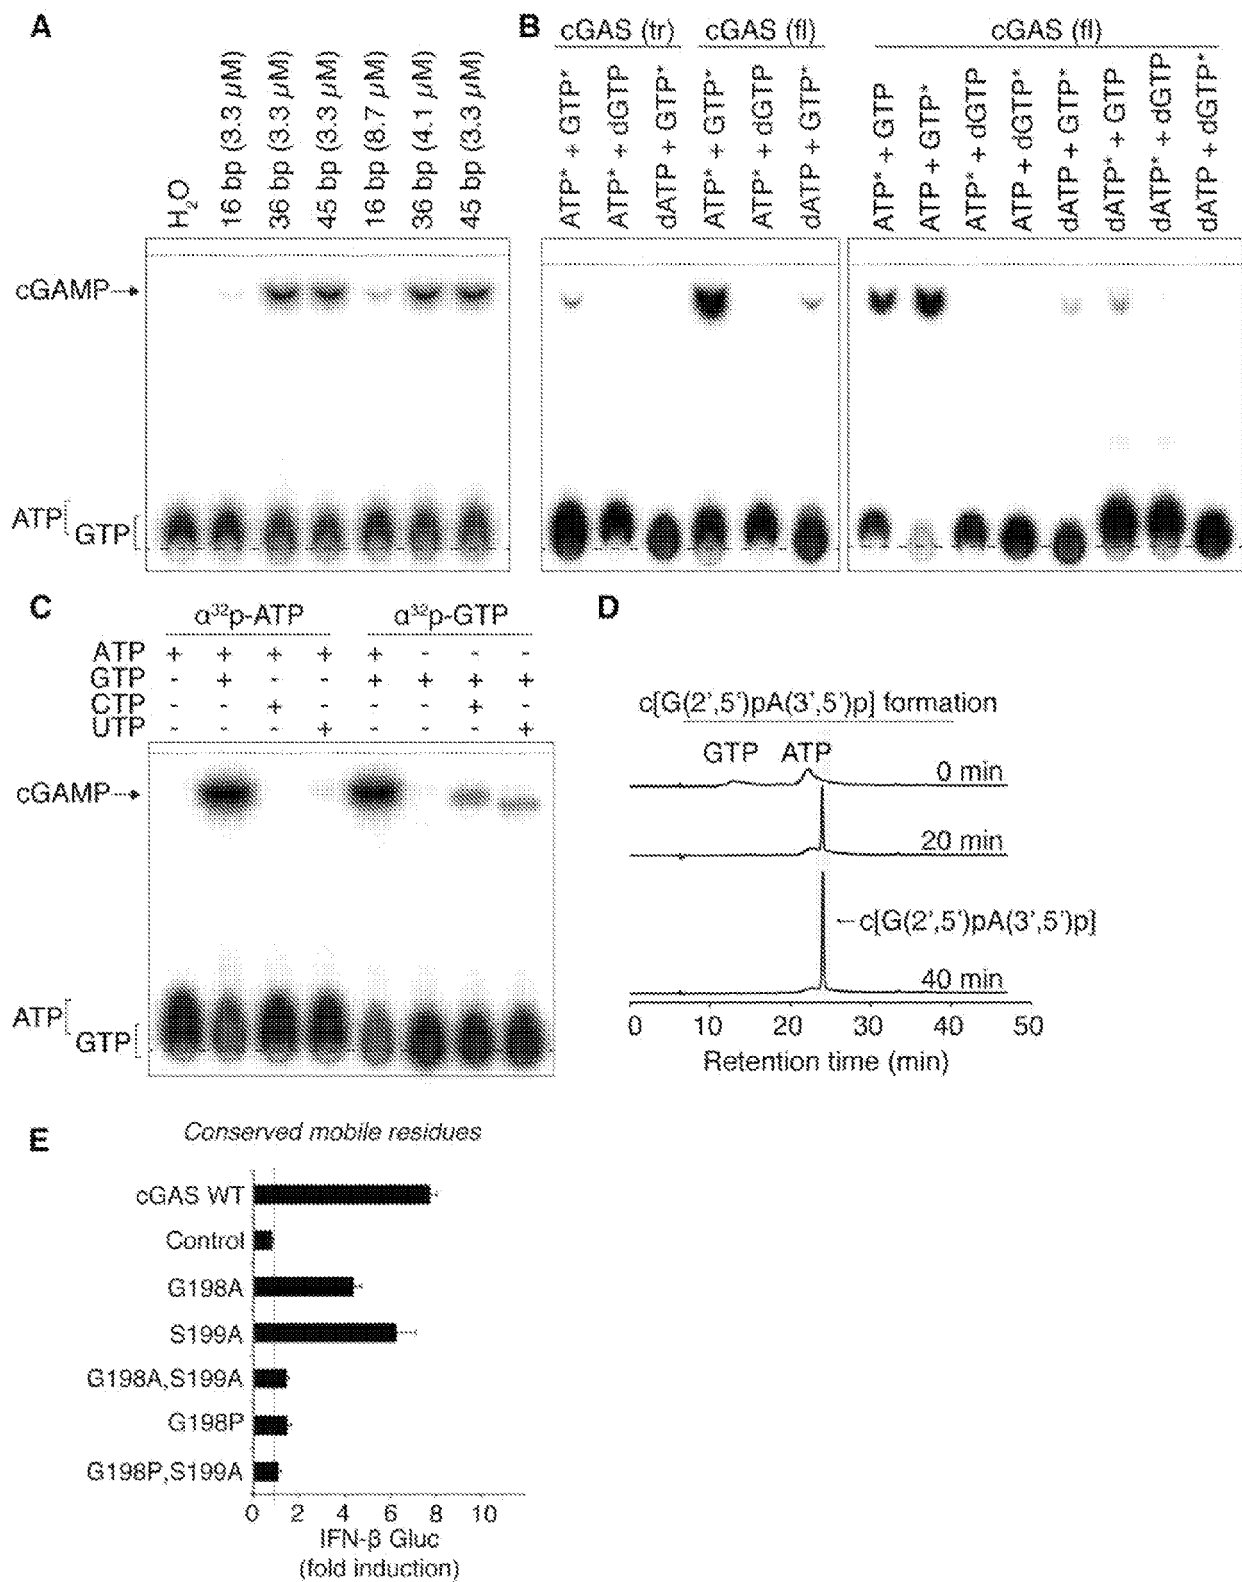 A
H₂O
16 bp (3.3 µM)
36 bp (3.3 µM)
45 bp (3.3 µM)
16 bp (8.7 µM)
36 bp (4.1 µM)
45 bp (3.3 µM)
cGAMP
ATP
GTP
B
cGAS (tr)
cGAS (fl)
cGAS (fl)
ATP* + GTP*
ATP* + dGTP
dATP + GTP*
ATP* + GTP*
ATP* + dGTP
dATP + GTP*
ATP* + GTP
ATP + GTP*
ATP* + dGTP
ATP + dGTP*
dATP + GTP*
dATP* + GTP
dATP* + dGTP
dATP + dGTP*
C
α³²p-ATP
α³²p-GTP
ATP + + + + + - - -
GTP - + - - + + + +
CTP - - + - - - + -
UTP - - - + - - - +
cGAMP
ATP
GTP
D
c[G(2',5')pA(3',5')p] formation
GTP ATP
0 min
20 min
c[G(2',5')pA(3',5')p]
40 min
0 10 20 30 40 50
Retention time (min)
E
Conserved mobile residues
cGAS WT
Control
G198A
S199A
G198A,S199A
G198P
G198P,S199A
0 2 4 6 8 10
IFN-β Gluc
(fold induction)